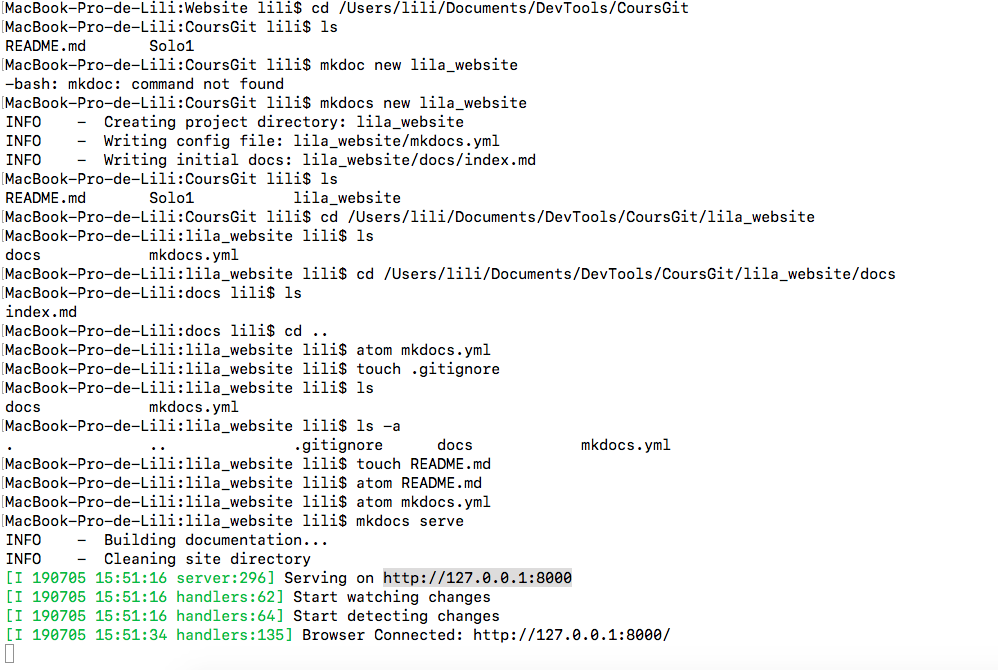 MacBook-Pro-de-Lili:Website lili$ cd /Users/lili/Documents/DevTools/CoursGit
[MacBook-Pro-de-Lili:CoursGit lili$ ls
README.md Solo1
[MacBook-Pro-de-Lili:CoursGit lili$ mkdoc new lila_website
-bash: mkdoc: command not found
[MacBook-Pro-de-Lili:CoursGit lili$ mkdocs new lila_website
INFO - Creating project directory: lila_website
INFO - Writing config file: lila_website/mkdocs.yml
INFO - Writing initial docs: lila_website/docs/index.md
[MacBook-Pro-de-Lili:CoursGit lili$ ls
README.md Solo1 lila_website
[MacBook-Pro-de-Lili:CoursGit lili$ cd /Users/lili/Documents/DevTools/CoursGit/lila_website
[MacBook-Pro-de-Lili:lila_website lili$ ls
docs mkdocs.yml
[MacBook-Pro-de-Lili:lila_website lili$ cd /Users/lili/Documents/DevTools/CoursGit/lila_website/docs
[MacBook-Pro-de-Lili:docs lili$ ls
index.md
[MacBook-Pro-de-Lili:docs lili$ cd ..
[MacBook-Pro-de-Lili:lila_website lili$ atom mkdocs.yml
[MacBook-Pro-de-Lili:lila_website lili$ touch .gitignore
[MacBook-Pro-de-Lili:lila_website lili$ ls
docs mkdocs.yml
[MacBook-Pro-de-Lili:lila_website lili$ ls -a
. .. .gitignore docs mkdocs.yml
[MacBook-Pro-de-Lili:lila_website lili$ touch README.md
[MacBook-Pro-de-Lili:lila_website lili$ atom README.md
[MacBook-Pro-de-Lili:lila_website lili$ atom mkdocs.yml
[MacBook-Pro-de-Lili:lila_website lili$ mkdocs serve
INFO - Building documentation...
INFO - Cleaning site directory
[I 190705 15:51:16 server:296] Serving on http://127.0.0.1:8000
[I 190705 15:51:16 handlers:62] Start watching changes
[I 190705 15:51:16 handlers:64] Start detecting changes
[I 190705 15:51:34 handlers:135] Browser Connected: http://127.0.0.1:8000/